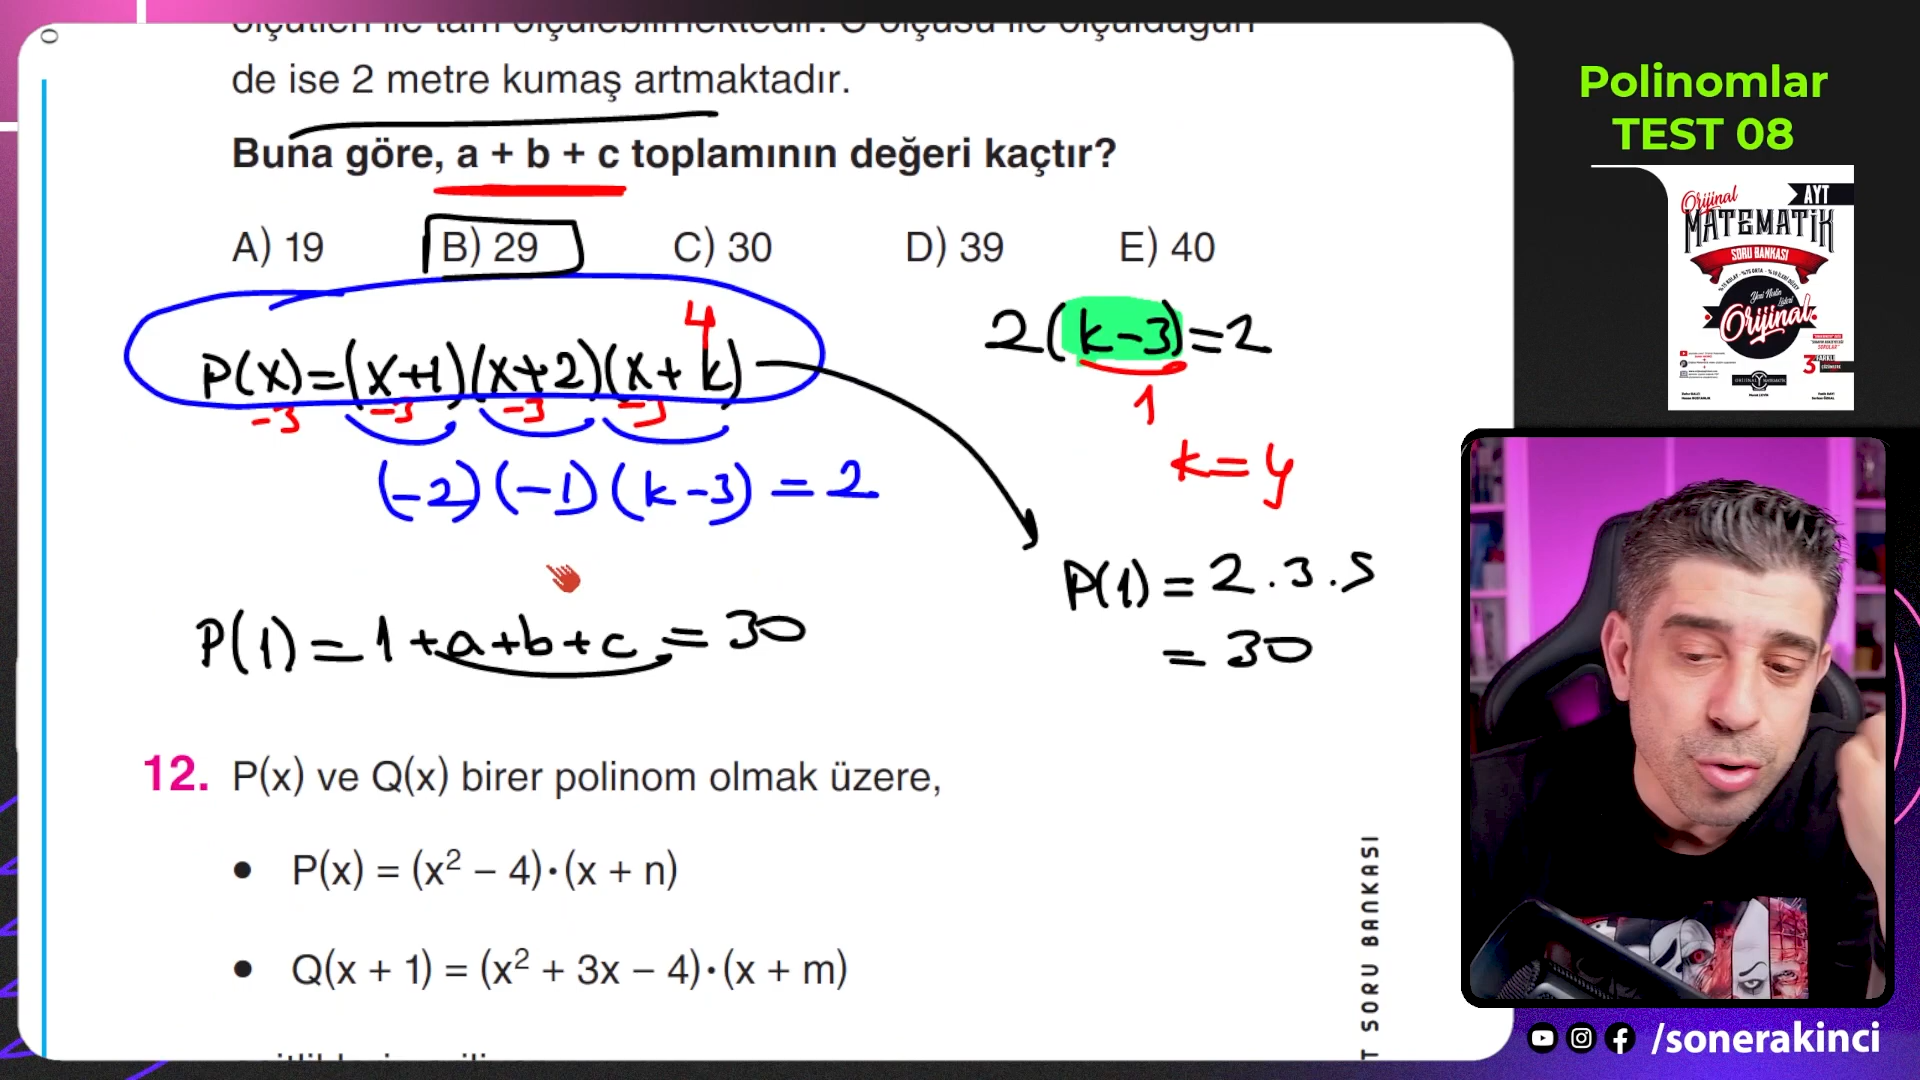 de ise 2 metre kumaş artmaktadır.
Buna göre, a + b + c toplamının değeri kaçtır?
A) 19 B) 29 C) 30 D) 39 E) 40
4
P(x)=(x+1)(x+2)(x+k)
-3 -3 -3 -3
(-2)(-1)(k-3)=2
2(k-3)=2
1
k=4
P(1)=2.3.5
=30
P(1)=1+a+b+c=30
12. P(x) ve Q(x) birer polinom olmak üzere,
• P(x) = (x² – 4)·(x + n)
• Q(x + 1) = (x² + 3x – 4)·(x + m)
T SORU BANKASI
Polinomlar
TEST 08
Orijinal
AYT
MATEMATİK
SORU BANKASI
Yeni Nesil
Orijinal
/sonerakinci